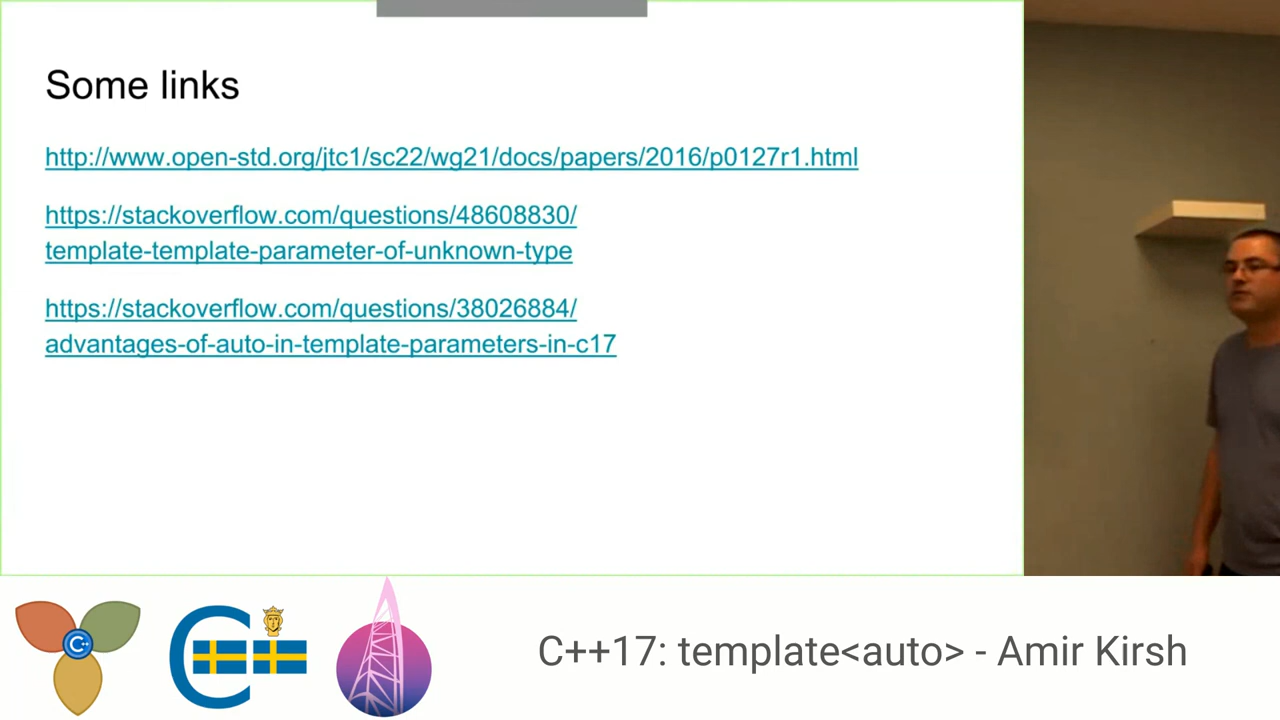 Some links
http://www.open-std.org/jtc1/sc22/wg21/docs/papers/2016/p0127r1.html
https://stackoverflow.com/questions/48608830/
template-template-parameter-of-unknown-type
https://stackoverflow.com/questions/38026884/
advantages-of-auto-in-template-parameters-in-c17
C++
C++
C++17: template<auto> - Amir Kirsh